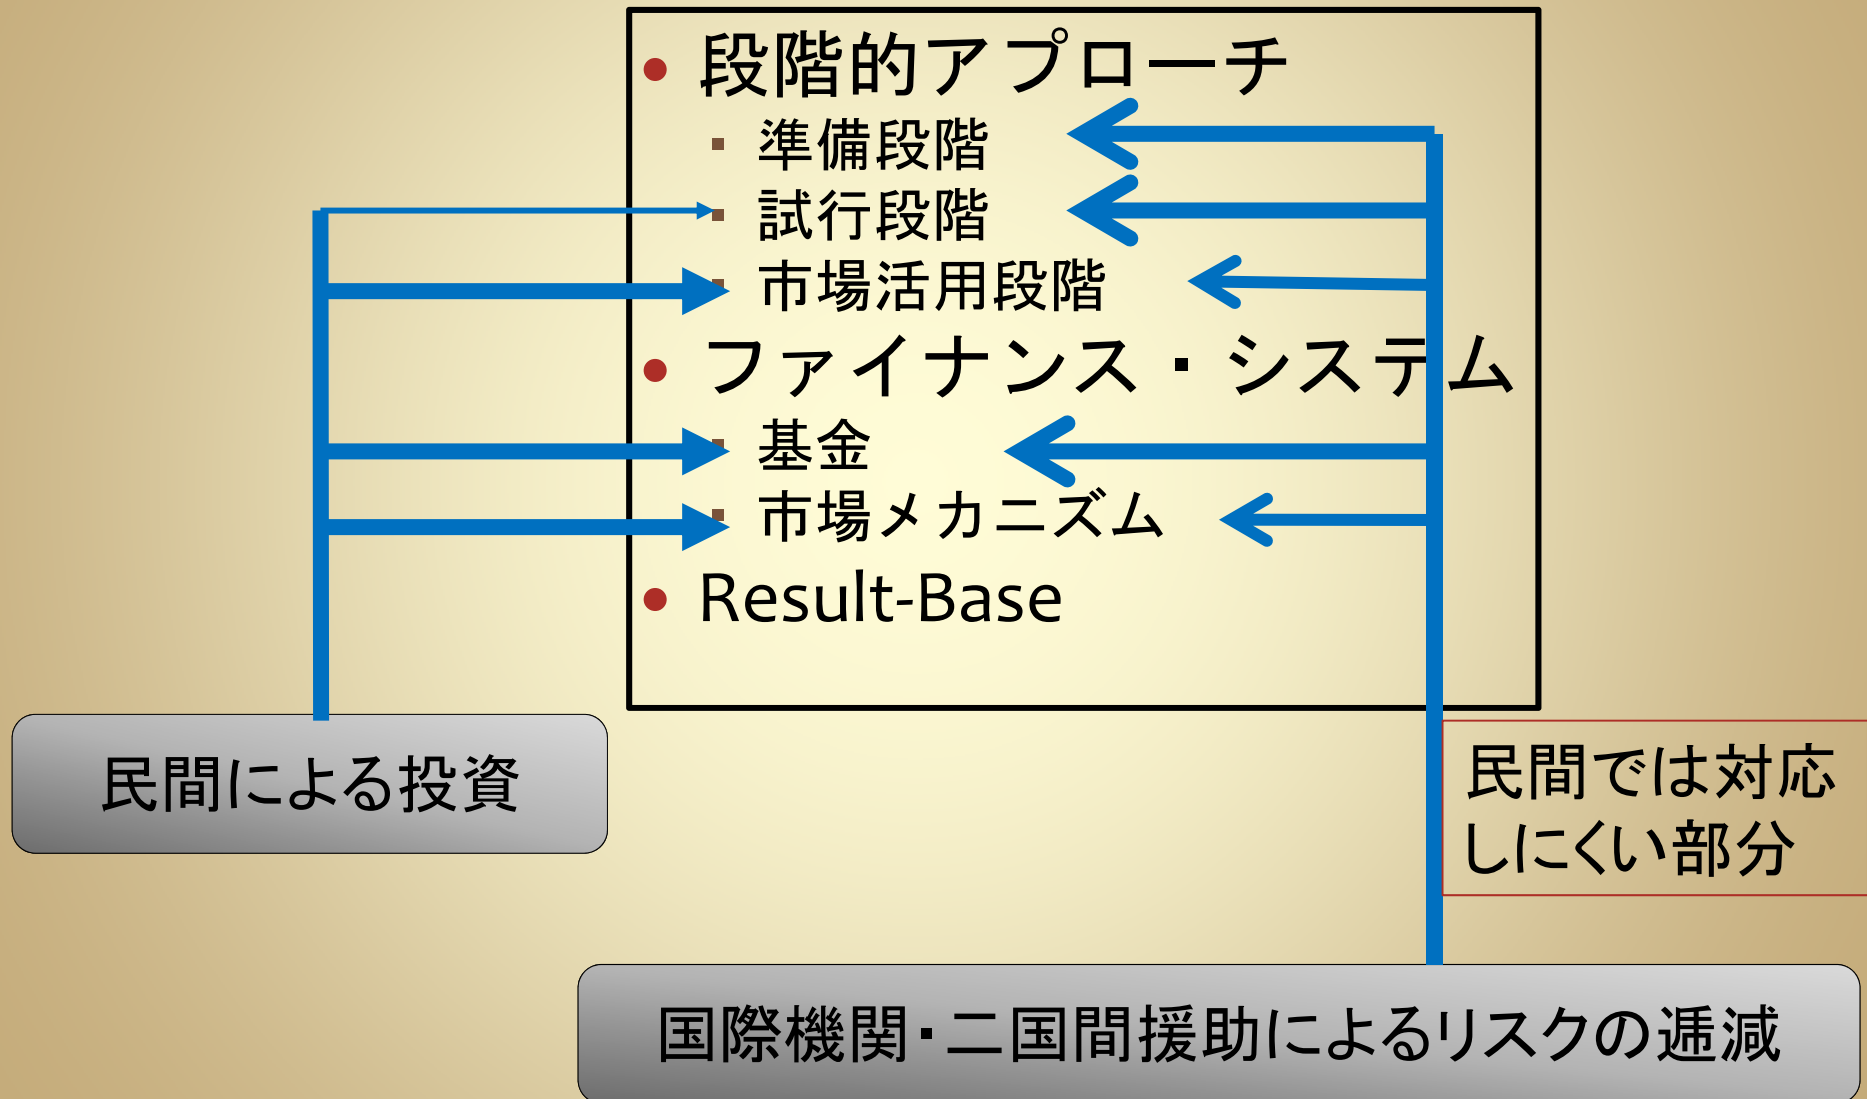 段階的アプローチ
準備段階
試行段階
市場活用段階
ファイナンス・システム
基金
市場メカニズム
Result-Base
民間による投資
民間では対応
しにくい部分
国際機関・二国間援助によるリスクの逓減